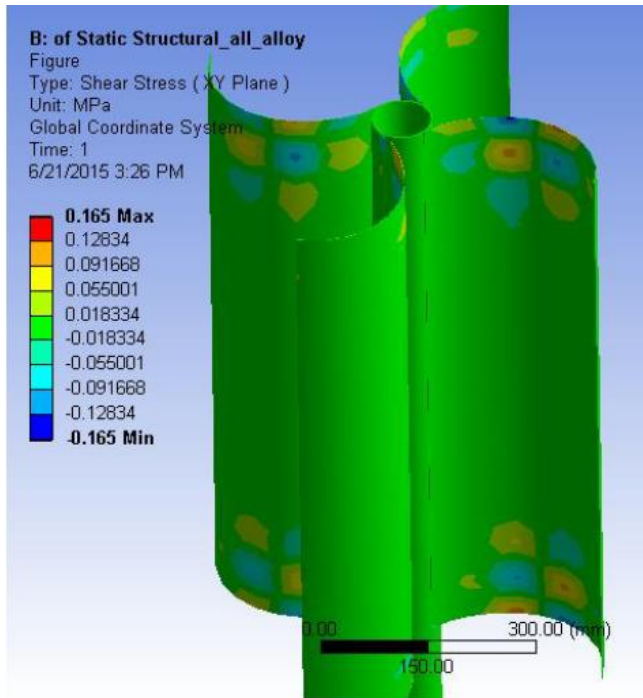 B: of Static Structural_all_alloy
Figure
Type: Shear Stress ( XY Plane )
Unit: MPa
Global Coordinate System
Time: 1
6/21/2015 3:26 PM
0.165 Max
0.12834
0.091668
0.055001
0.018334
-0.018334
-0.055001
-0.091668
-0.12834
-0.165 Min
0.00 300.00 (mm)
150.00